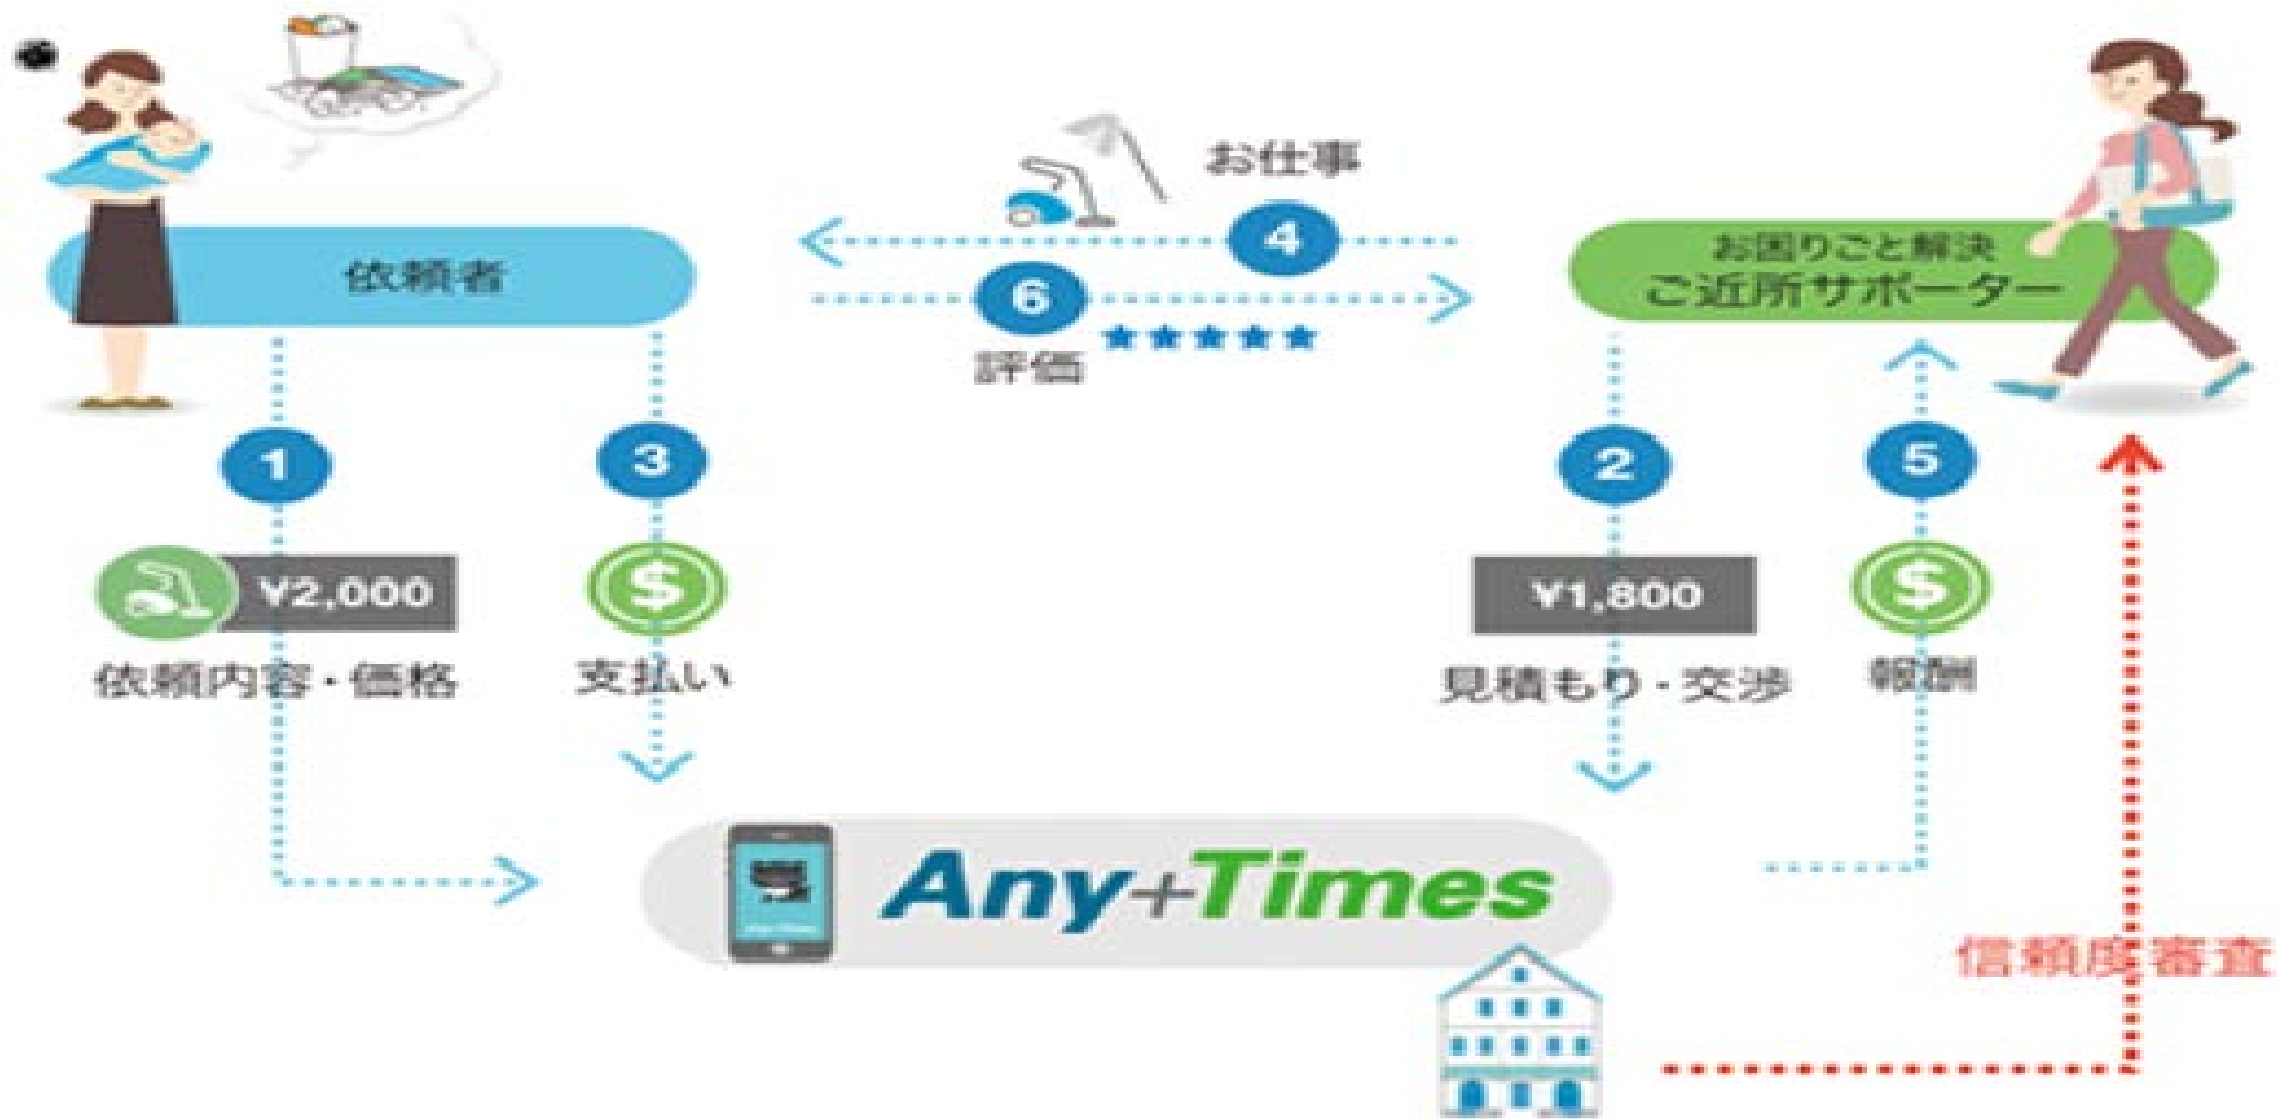 お仕事
4
依頼者
お困りごと解決
ご近所サポーター
6
評価
1
3
2
5
$
$
¥2,000
¥1,800
依頼内容・価格
支払い
見積もり・交渉
報酬
Any+Times
信頼度審査